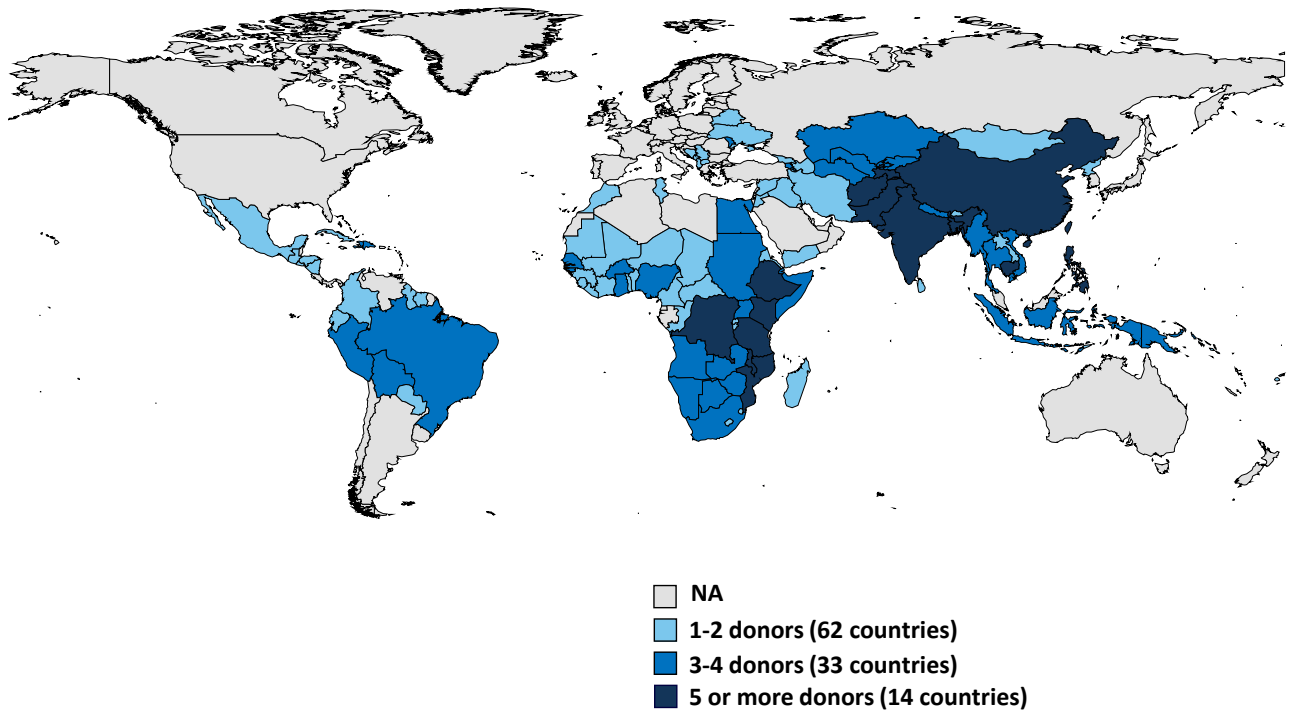 NA
1-2 donors (62 countries)
3-4 donors (33 countries)
5 or more donors (14 countries)